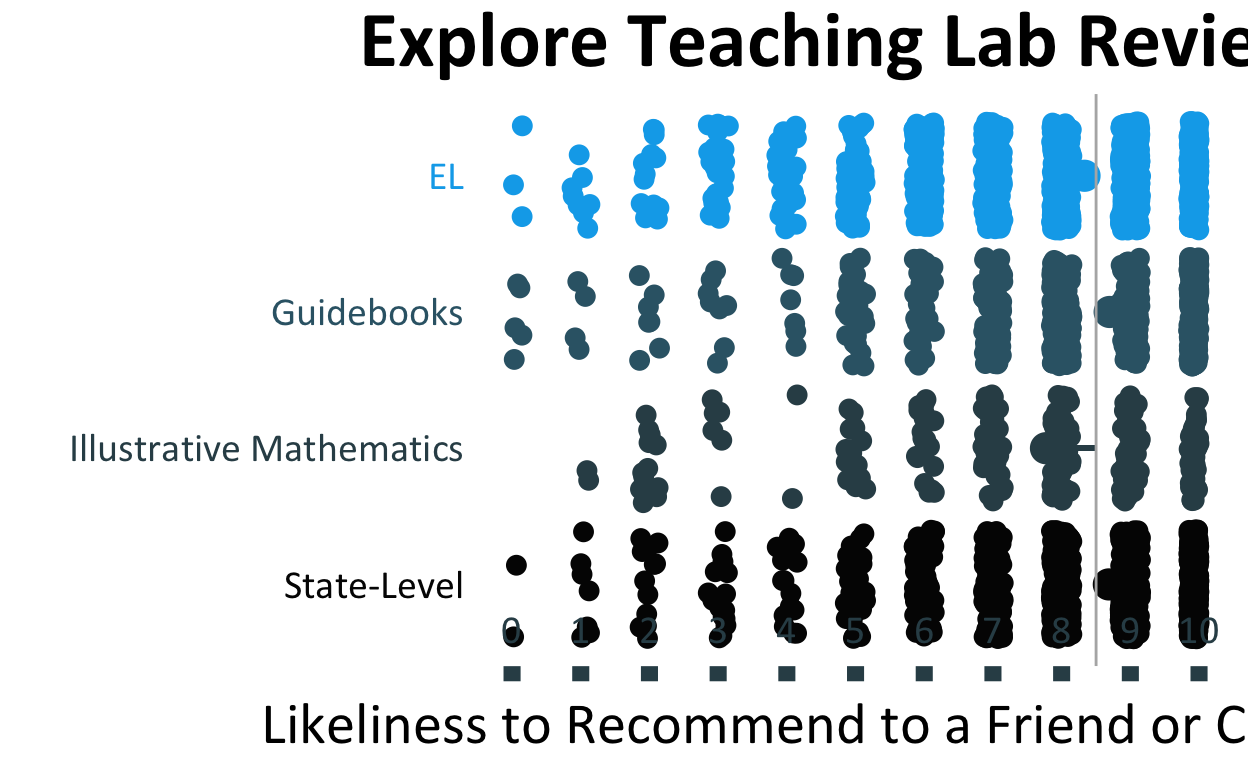 Explore Teaching Lab Revie
EL
Guidebooks
Illustrative Mathematics
State-Level
0 1 2 3 4 5 6 7 8 9 10
Likeliness to Recommend to a Friend or C